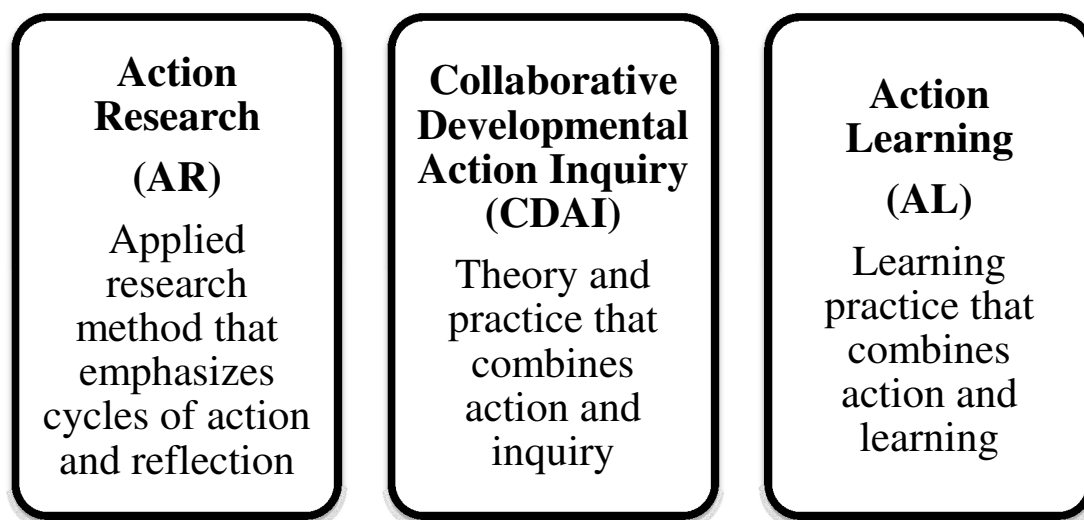 Action
Research
(AR)
Applied
research
method that
emphasizes
cycles of action
and reflection
Collaborative
Developmental
Action Inquiry
(CDAI)
Theory and
practice that
combines
action and
inquiry
Action
Learning
(AL)
Learning
practice that
combines
action and
learning